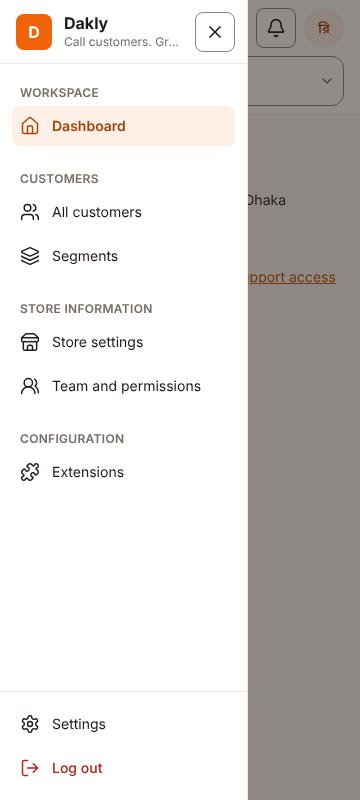 D
Dakly
Call customers. Gr...
রি
WORKSPACE
Dashboard
CUSTOMERS
All customers
Dhaka
Segments
pport access
STORE INFORMATION
Store settings
Team and permissions
CONFIGURATION
Extensions
Settings
Log out